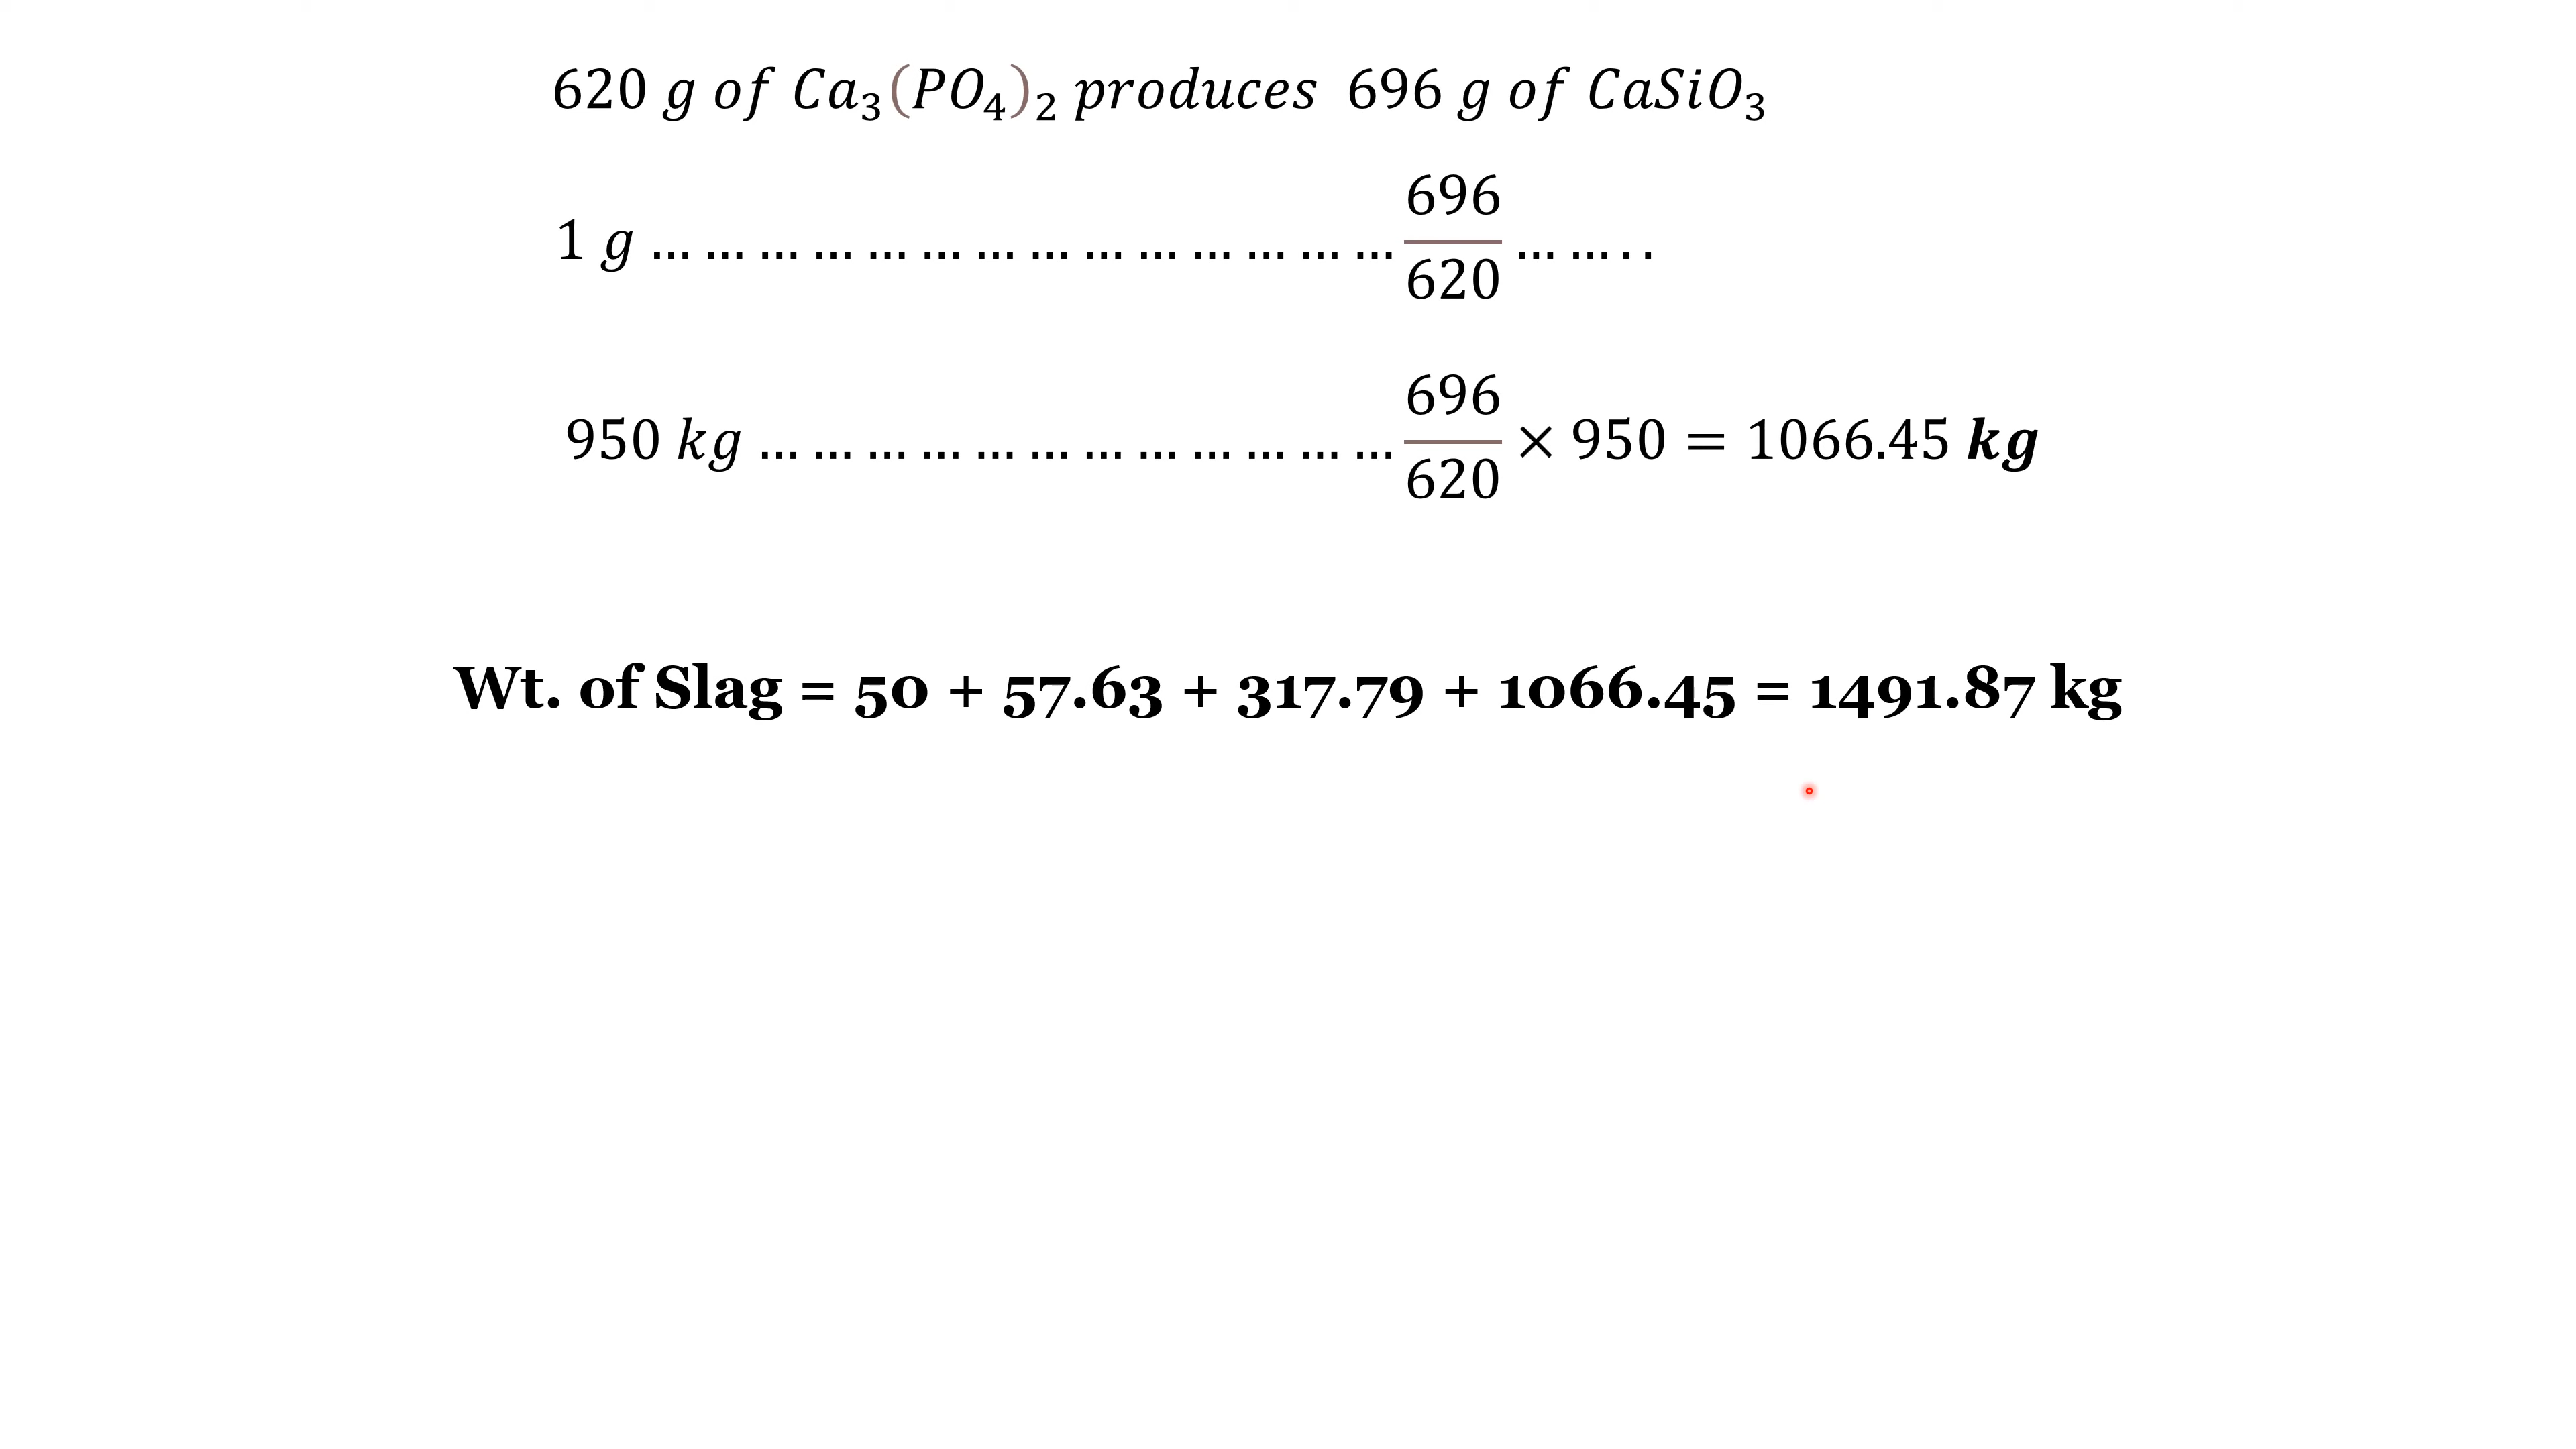 620 g of Ca₃(PO₄)₂ produces 696 g of CaSiO₃
1 g … … … … … … … … … … … … … … 696/620 … … . .
950 kg … … … … … … … … … … … … 696/620 × 950 = 1066.45 kg
Wt. of Slag = 50 + 57.63 + 317.79 + 1066.45 = 1491.87 kg